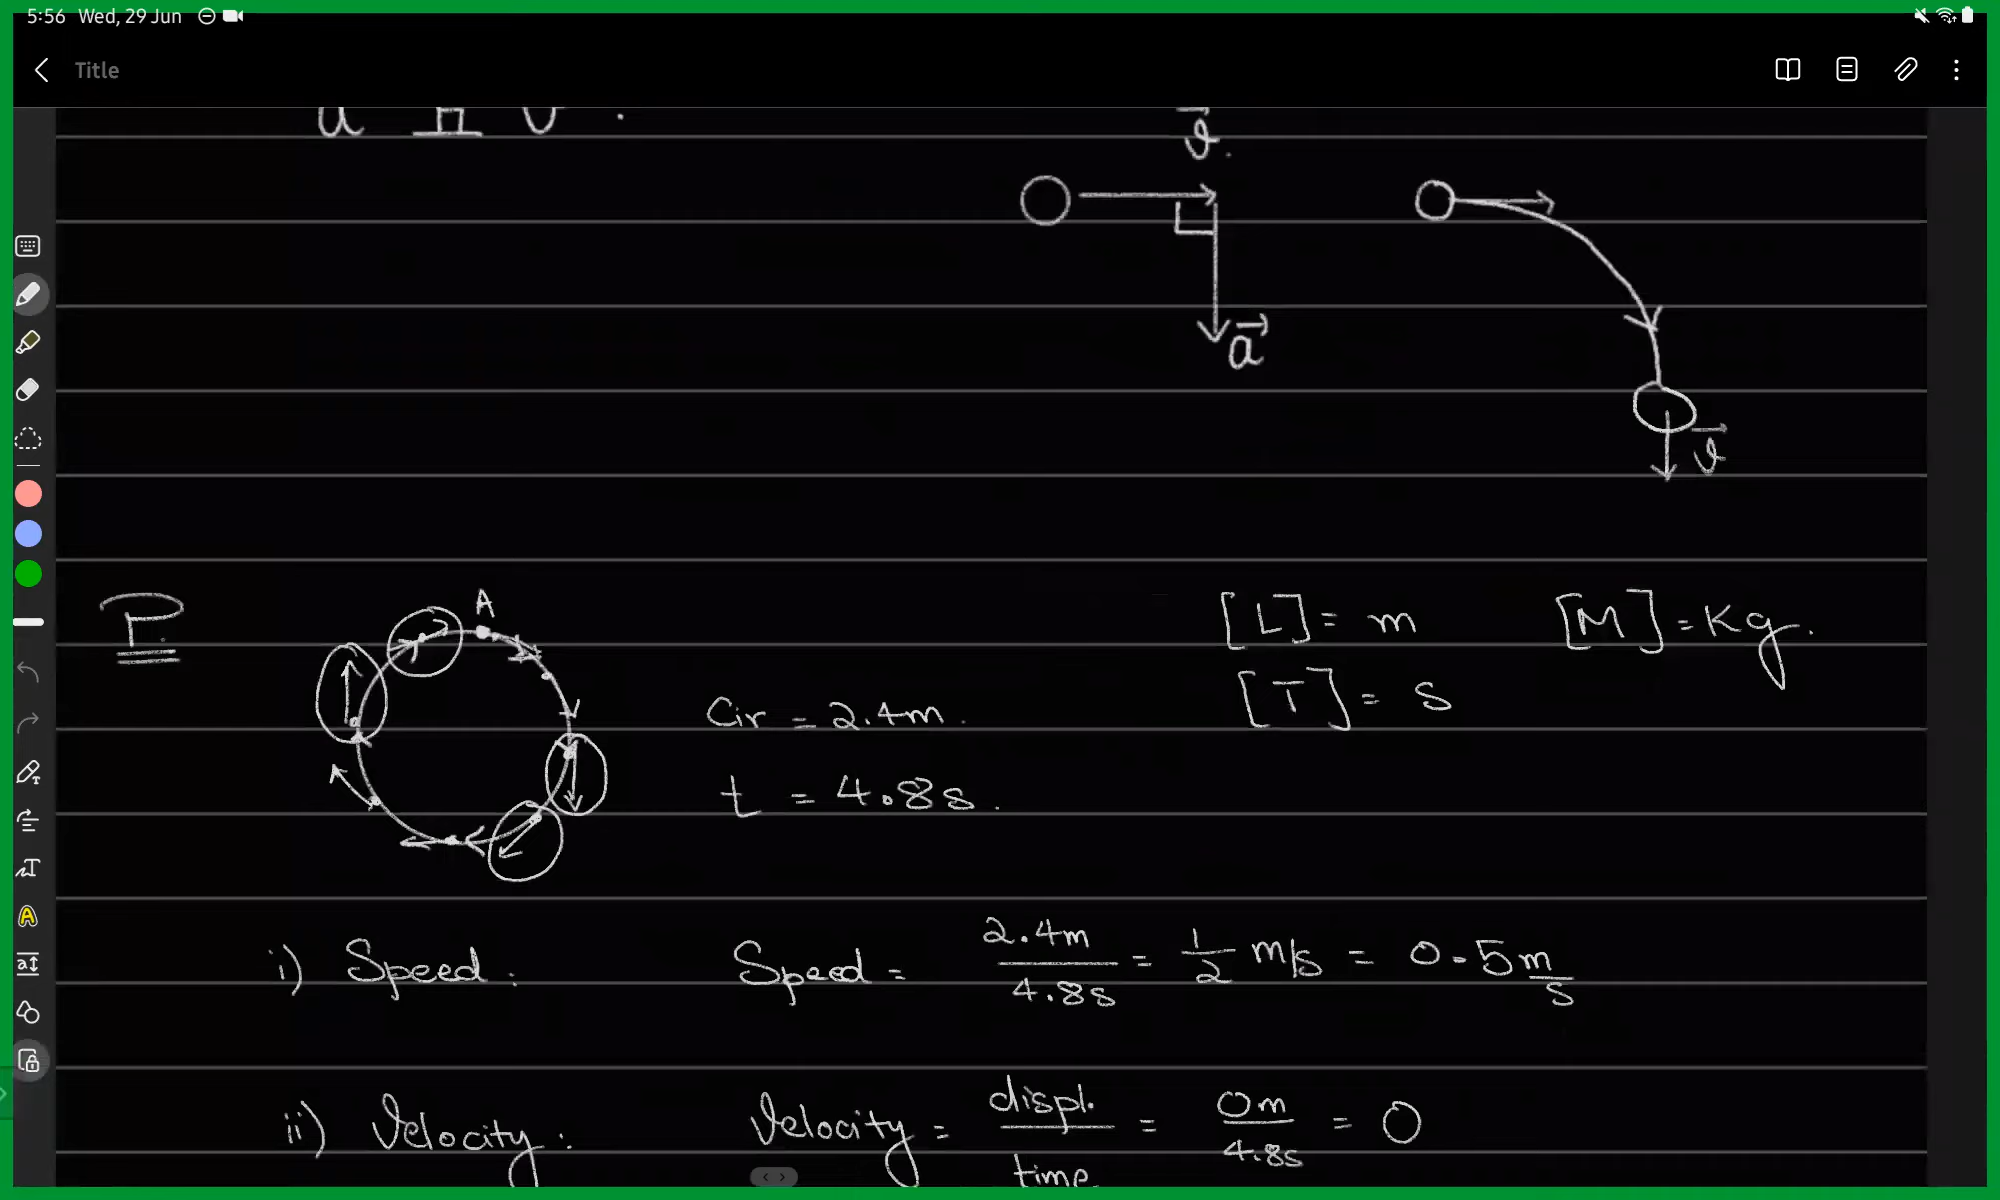 5:56 Wed, 29 Jun
Title
v.
a
v
P.
A
[L] = m [M] = Kg.
[T] = s
Cir = 2.4m.
t = 4.8s.
i) Speed: Speed = 2.4m / 4.8s = 1/2 m/s = 0.5 m/s
ii) Velocity: Velocity = displ. / time = 0m / 4.8s = 0